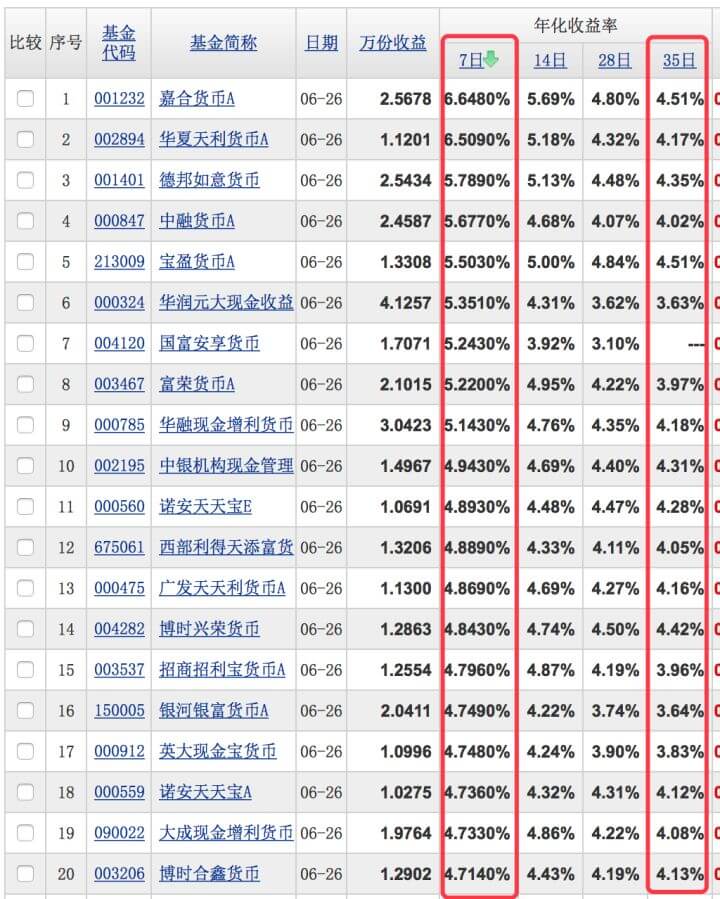 比较 序号 基金代码 基金简称 日期 万份收益 年化收益率
7日 14日 28日 35日
1 001232 嘉合货币A 06-26 2.5678 6.6480% 5.69% 4.80% 4.51%
2 002894 华夏天利货币A 06-26 1.1201 6.5090% 5.18% 4.32% 4.17%
3 001401 德邦如意货币 06-26 2.5434 5.7890% 5.13% 4.48% 4.35%
4 000847 中融货币A 06-26 2.4587 5.6770% 4.68% 4.07% 4.02%
5 213009 宝盈货币A 06-26 1.3308 5.5030% 5.00% 4.84% 4.51%
6 000324 华润元大现金收益 06-26 4.1257 5.3510% 4.31% 3.62% 3.63%
7 004120 国富安享货币 06-26 1.7071 5.2430% 3.92% 3.10% ---
8 003467 富荣货币A 06-26 2.1015 5.2200% 4.95% 4.22% 3.97%
9 000785 华融现金增利货币 06-26 3.0423 5.1430% 4.76% 4.35% 4.18%
10 002195 中银机构现金管理 06-26 1.4967 4.9430% 4.69% 4.40% 4.31%
11 000560 诺安天天宝E 06-26 1.0691 4.8930% 4.48% 4.47% 4.28%
12 675061 西部利得天添富货 06-26 1.3206 4.8890% 4.33% 4.11% 4.05%
13 000475 广发天天利货币A 06-26 1.1300 4.8690% 4.69% 4.27% 4.16%
14 004282 博时兴荣货币 06-26 1.2863 4.8430% 4.74% 4.50% 4.42%
15 003537 招商招利宝货币A 06-26 1.2554 4.7960% 4.87% 4.19% 3.96%
16 150005 银河银富货币A 06-26 2.0411 4.7490% 4.22% 3.74% 3.64%
17 000912 英大现金宝货币 06-26 1.0996 4.7480% 4.24% 3.90% 3.83%
18 000559 诺安天天宝A 06-26 1.0275 4.7360% 4.32% 4.31% 4.12%
19 090022 大成现金增利货币 06-26 1.9764 4.7330% 4.86% 4.22% 4.08%
20 003206 博时合鑫货币 06-26 1.2902 4.7140% 4.43% 4.19% 4.13%